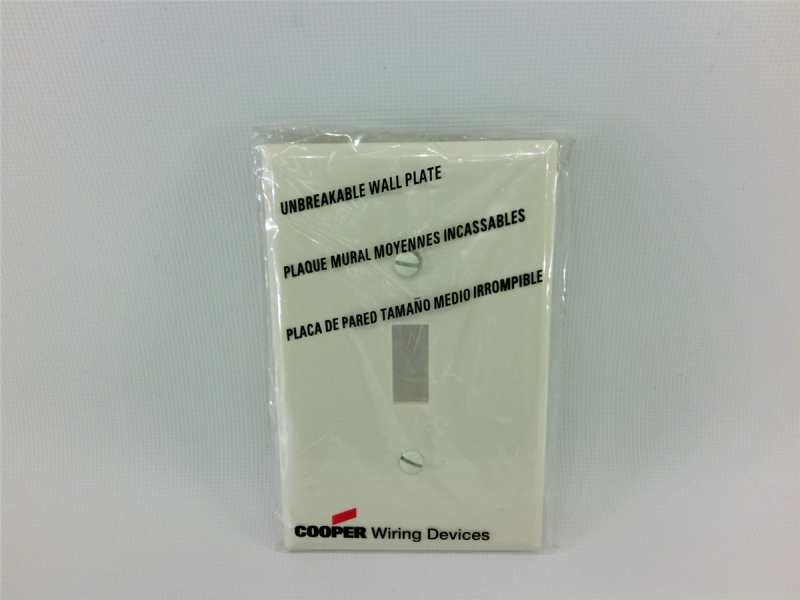 UNBREAKABLE WALL PLATE
PLAQUE MURAL MOYENNES INCASSABLES
PLACA DE PARED TAMAÑO MEDIO IRROMPIBLE
COOPER Wiring Devices